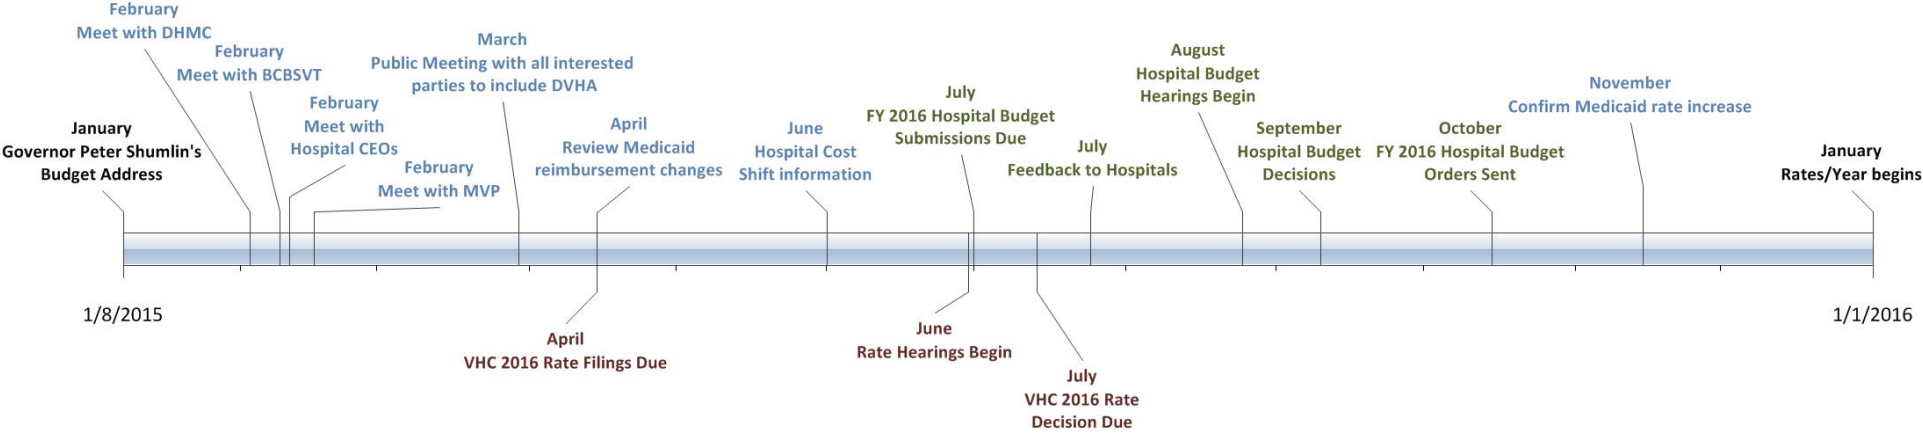 February
Meet with DHMC
February
Meet with BCBSVT
February
Meet with
Hospital CEOs
February
Meet with MVP
March
Public Meeting with all interested
parties to include DVHA
April
Review Medicaid
reimbursement changes
June
Hospital Cost
Shift information
July
FY 2016 Hospital Budget
Submissions Due
July
Feedback to Hospitals
August
Hospital Budget
Hearings Begin
September
Hospital Budget
Decisions
October
FY 2016 Hospital Budget
Orders Sent
November
Confirm Medicaid rate increase
January
Governor Peter Shumlin's
Budget Address
January
Rates/Year begins
1/8/2015
1/1/2016
April
VHC 2016 Rate Filings Due
June
Rate Hearings Begin
July
VHC 2016 Rate
Decision Due